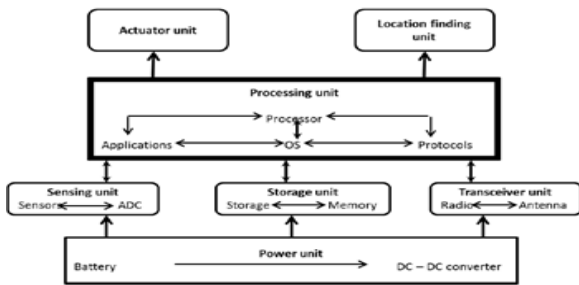 Actuator unit
Location finding
unit
Processing unit
Processor
Applications OS Protocols
Sensing unit
Sensors ADC
Storage unit
Storage Memory
Transceiver unit
Radio Antenna
Power unit
Battery DC – DC converter